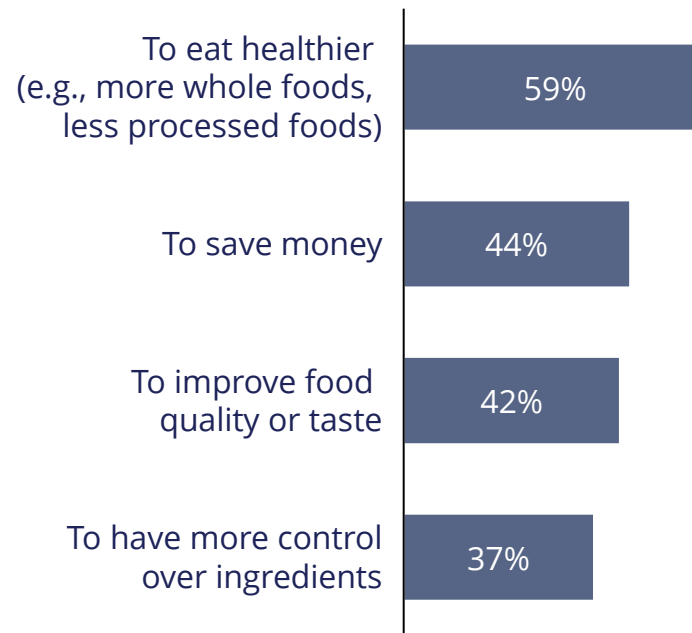 To eat healthier
(e.g., more whole foods,
less processed foods)
59%
To save money
44%
To improve food
quality or taste
42%
To have more control
over ingredients
37%